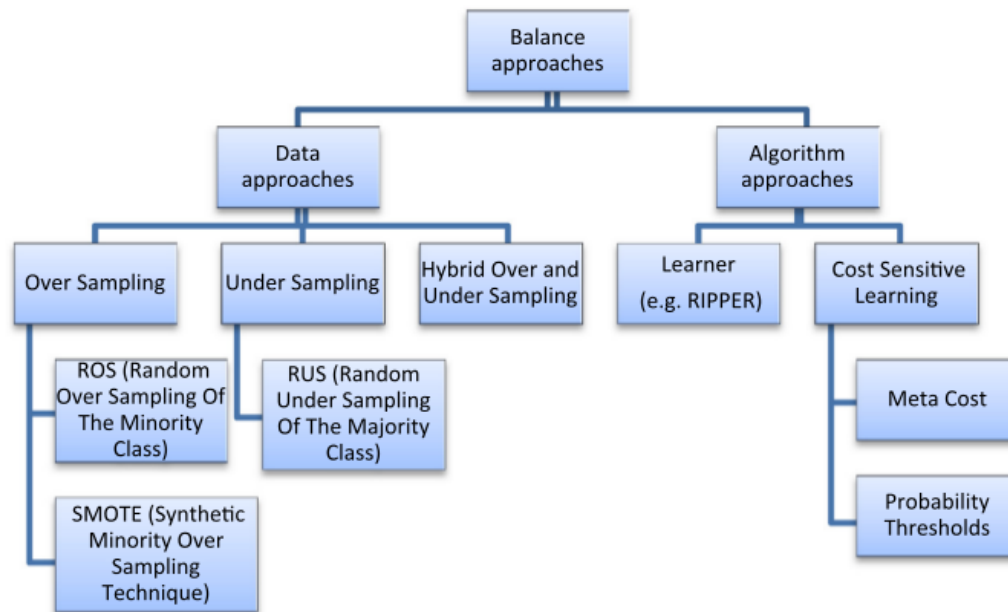 Balance
approaches
Data
approaches
Algorithm
approaches
Over Sampling
Under Sampling
Hybrid Over and
Under Sampling
Learner
(e.g. RIPPER)
Cost Sensitive
Learning
ROS (Random
Over Sampling Of
The Minority
Class)
RUS (Random
Under Sampling
Of The Majority
Class)
Meta Cost
SMOTE (Synthetic
Minority Over
Sampling
Technique)
Probability
Thresholds